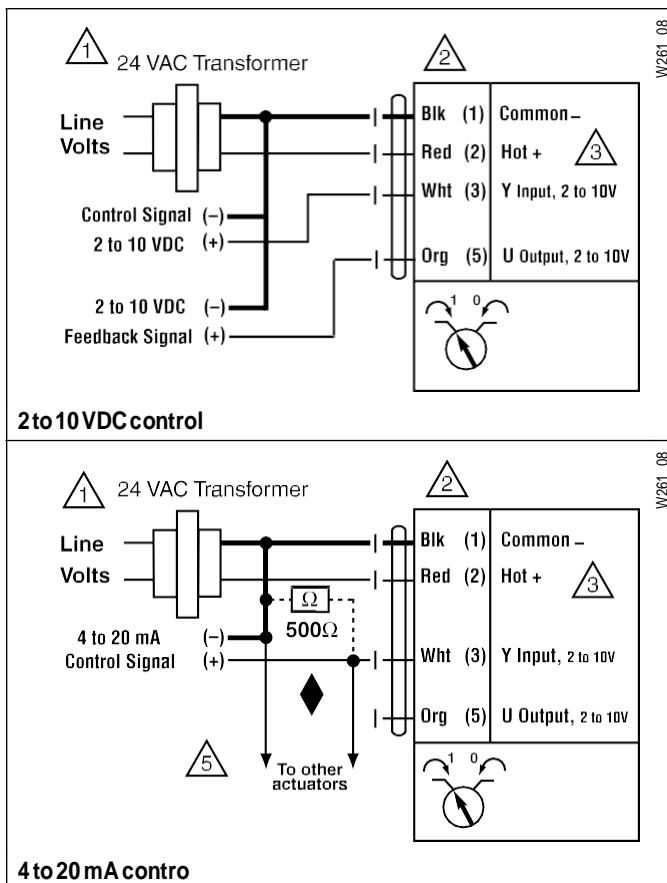 1 24 VAC Transformer 2
W261_08
Line
Volts
Blk (1) Common –
Red (2) Hot + 3
Wht (3) Y Input, 2 to 10V
Control Signal (–)
2 to 10 VDC (+)
Org (5) U Output, 2 to 10V
2 to 10 VDC (–)
Feedback Signal (+)
1 0
2 to 10 VDC control
1 24 VAC Transformer 2
W261_08
Line
Volts
Blk (1) Common –
Red (2) Hot + 3
Ω
500Ω
4 to 20 mA (–)
Control Signal (+)
Wht (3) Y Input, 2 to 10V
Org (5) U Output, 2 to 10V
5
To other
actuators
1 0
4 to 20 mA contro